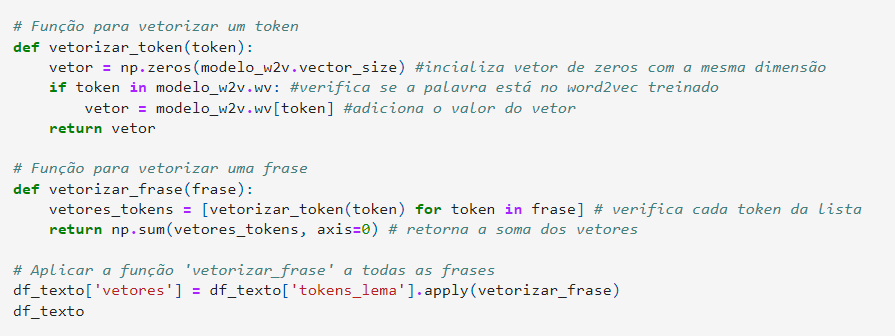 # Função para vetorizar um token
def vetorizar_token(token):
    vetor = np.zeros(modelo_w2v.vector_size) #incializa vetor de zeros com a mesma dimensão
    if token in modelo_w2v.wv: #verifica se a palavra está no word2vec treinado
        vetor = modelo_w2v.wv[token] #adiciona o valor do vetor
    return vetor

# Função para vetorizar uma frase
def vetorizar_frase(frase):
    vetores_tokens = [vetorizar_token(token) for token in frase] # verifica cada token da lista
    return np.sum(vetores_tokens, axis=0) # retorna a soma dos vetores

# Aplicar a função 'vetorizar_frase' a todas as frases
df_texto['vetores'] = df_texto['tokens_lema'].apply(vetorizar_frase)
df_texto